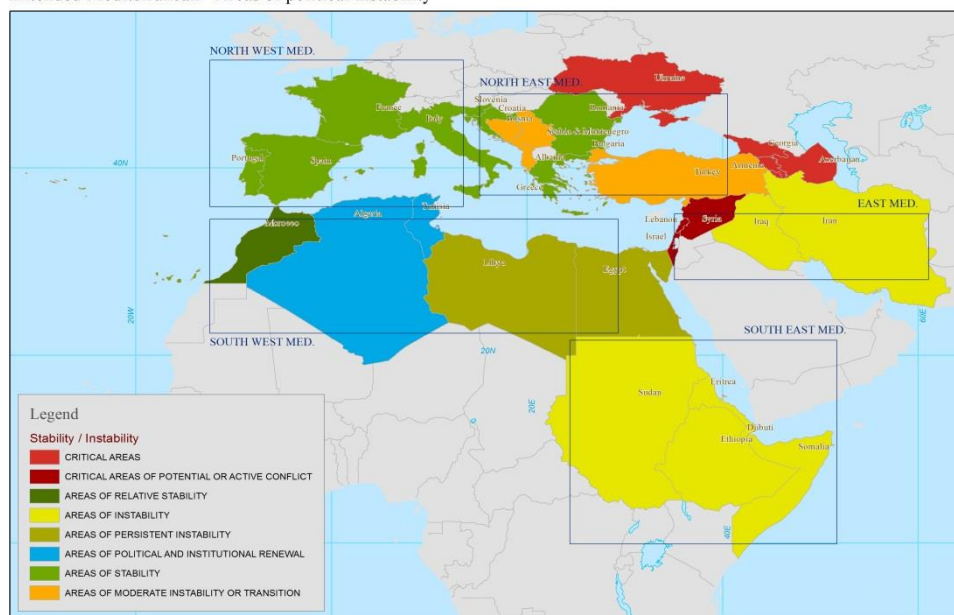 NORTH WEST MED.
NORTH EAST MED.
Ukraine
Slovenia
France
Croatia
Romania
Italy
Bosnia
Serbia & Montenegro
Georgia
Bulgaria
40N
Portugal
Spain
Albania
Armenia
Azerbaijan
Turkey
Greece
EAST MED.
Algeria
Tunisia
Lebanon
Syria
Morocco
Iraq
Iran
Israel
Libya
Egypt
20W
60E
SOUTH WEST MED.
SOUTH EAST MED.
20N
Eritrea
Sudan
20E
0
Djibuti
Ethiopia
Somalia
40E
Legend
Stability / Instability
CRITICAL AREAS
CRITICAL AREAS OF POTENTIAL OR ACTIVE CONFLICT
AREAS OF RELATIVE STABILITY
AREAS OF INSTABILITY
AREAS OF PERSISTENT INSTABILITY
AREAS OF POLITICAL AND INSTITUTIONAL RENEWAL
AREAS OF STABILITY
AREAS OF MODERATE INSTABILITY OR TRANSITION